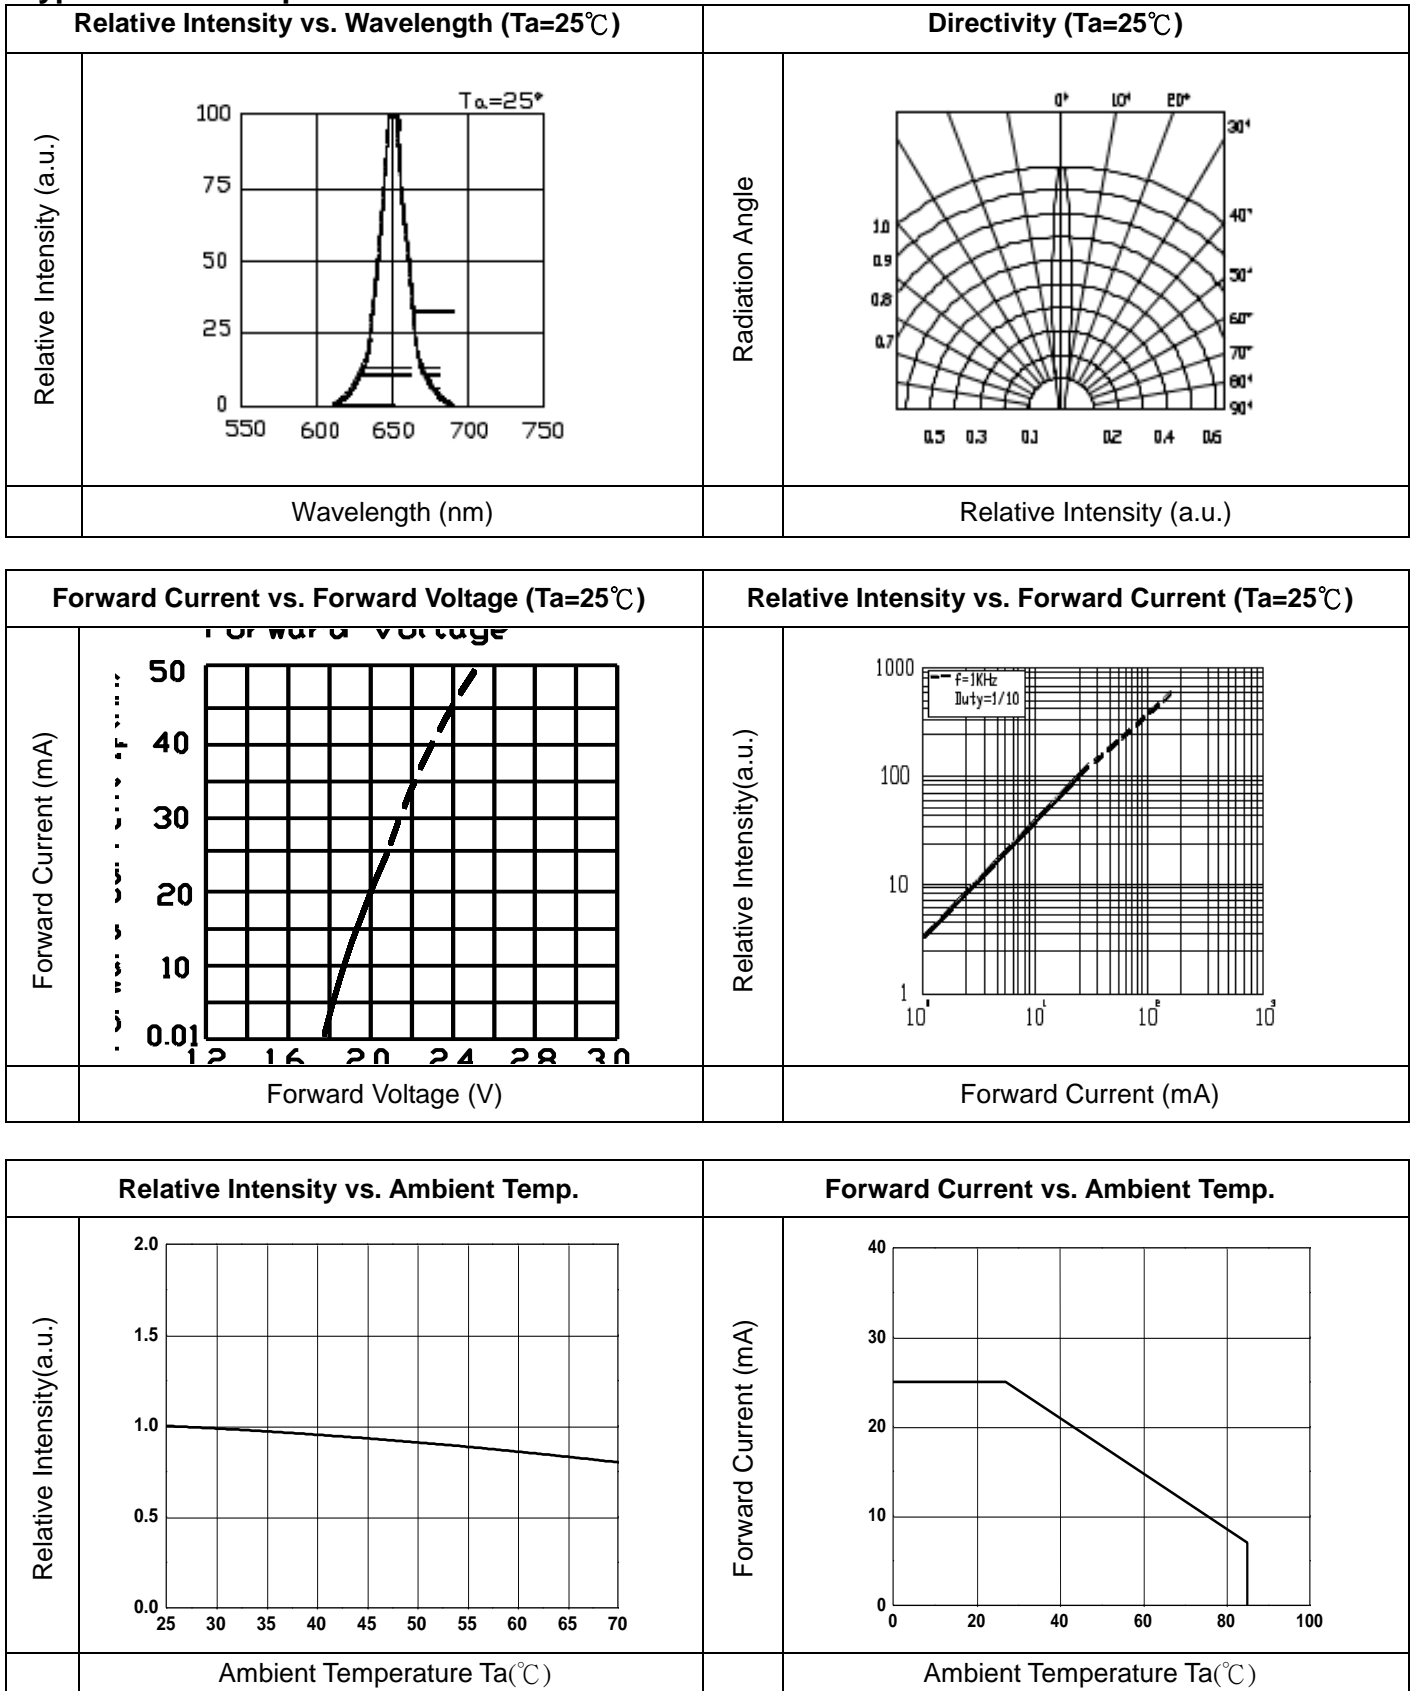 Relative Intensity vs. Wavelength (Ta=25℃)
Directivity (Ta=25℃)
Relative Intensity (a.u.)
Ta=25°
100
75
50
25
0
550 600 650 700 750
Wavelength (nm)
Radiation Angle
0° 10° 20°
30°
40°
50°
60°
70°
80°
90°
1.0
0.9
0.8
0.7
0.5 0.3 0.1 0.2 0.4 0.6
Relative Intensity (a.u.)
Forward Current vs. Forward Voltage (Ta=25℃)
Relative Intensity vs. Forward Current (Ta=25℃)
Forward Current (mA)
Forward Voltage
50
40
30
20
10
0.01
1.2 1.6 2.0 2.4 2.8 3.0
Forward Voltage (V)
Relative Intensity(a.u.)
f=1KHz
Duty=1/10
1000
100
10
1
10 10¹ 10² 10³
Forward Current (mA)
Relative Intensity vs. Ambient Temp.
Forward Current vs. Ambient Temp.
Relative Intensity(a.u.)
2.0
1.5
1.0
0.5
0.0
25 30 35 40 45 50 55 60 65 70
Ambient Temperature Ta(℃)
Forward Current (mA)
40
30
20
10
0
0 20 40 60 80 100
Ambient Temperature Ta(℃)